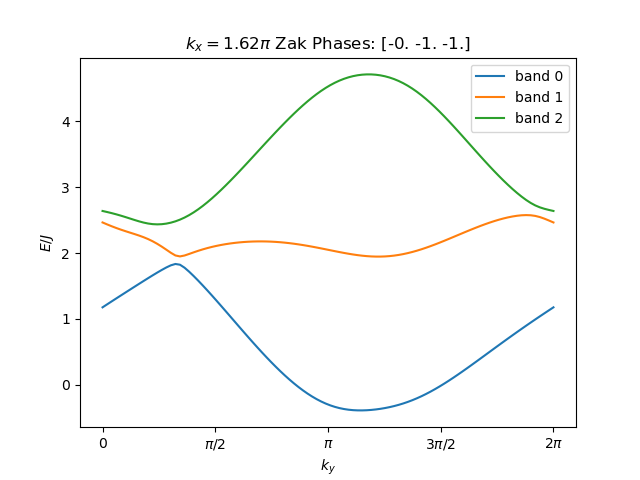 $k_x = 1.62\pi$ Zak Phases: [-0. -1. -1.]
band 0
band 1
band 2
E/J
4
3
2
1
0
0
π/2
π
3π/2
2π
$k_y$